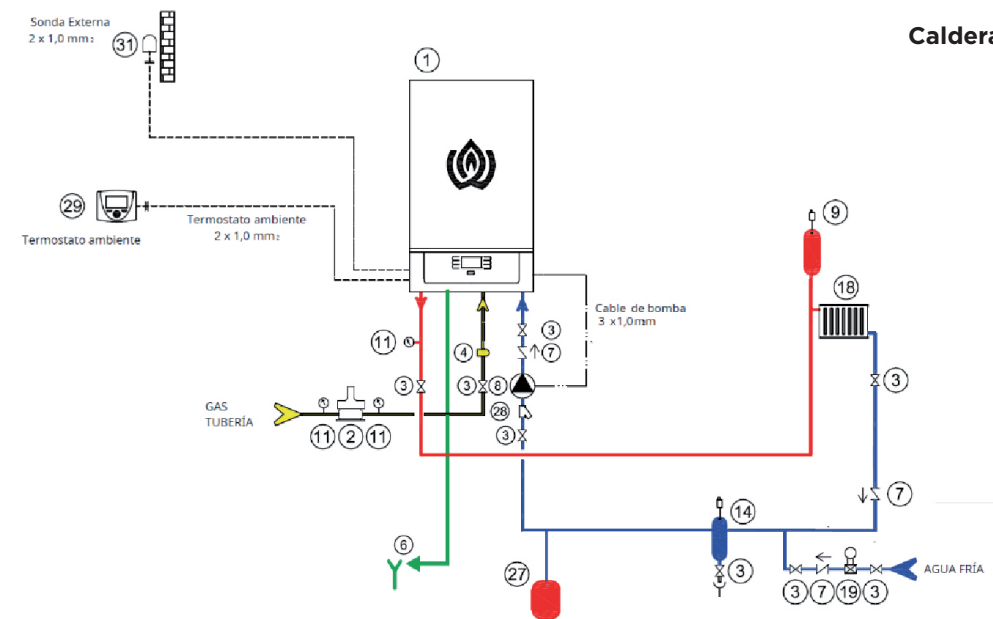 Sonda Externa
2 x 1,0 mm2
31
1
Caldera
29
Termostato ambiente
Termostato ambiente
2 x 1,0 mm2
9
18
Cable de bomba
3 x1,0mm
11
3
4
7
3
3
8
3
GAS
TUBERÍA
28
11
2
11
3
7
14
6
27
3
AGUA FRÍA
3
7
19
3